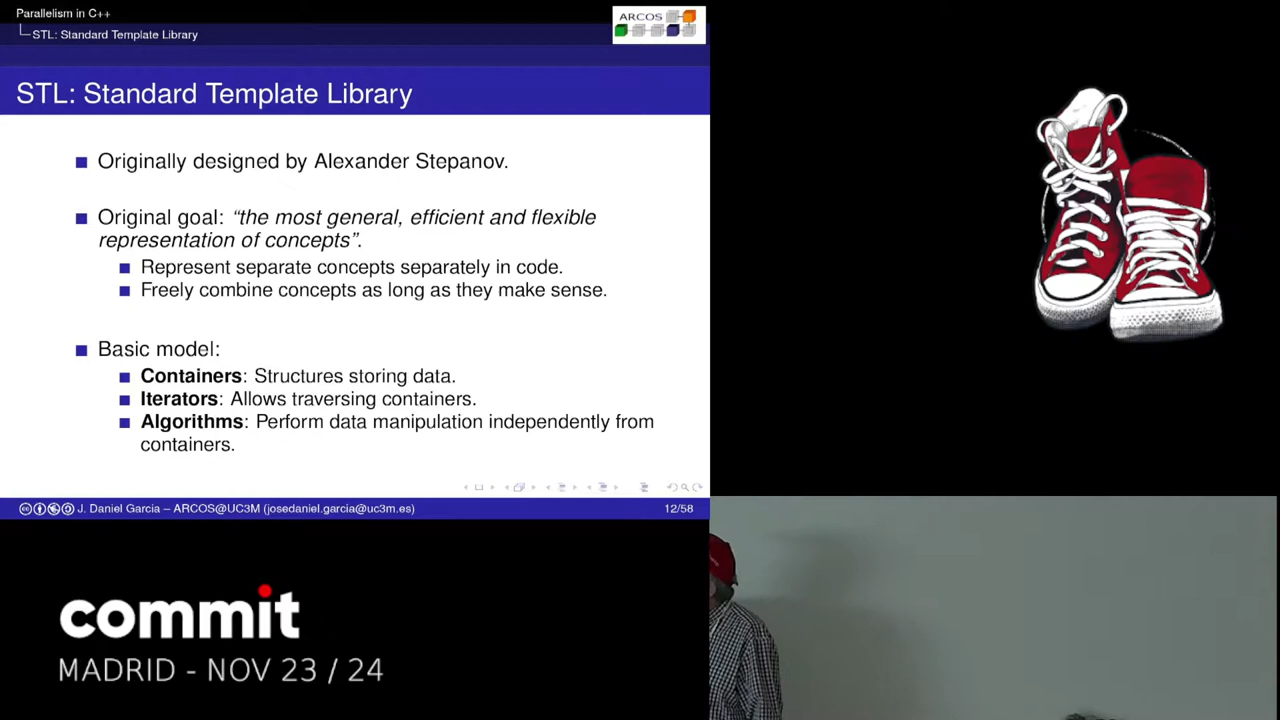 Parallelism in C++
STL: Standard Template Library
ARCOS
STL: Standard Template Library
Originally designed by Alexander Stepanov.
Original goal: “the most general, efficient and flexible
representation of concepts”.
Represent separate concepts separately in code.
Freely combine concepts as long as they make sense.
Basic model:
Containers: Structures storing data.
Iterators: Allows traversing containers.
Algorithms: Perform data manipulation independently from
containers.
J. Daniel Garcia – ARCOS@UC3M (josedaniel.garcia@uc3m.es)
12/58
commit
MADRID - NOV 23 / 24